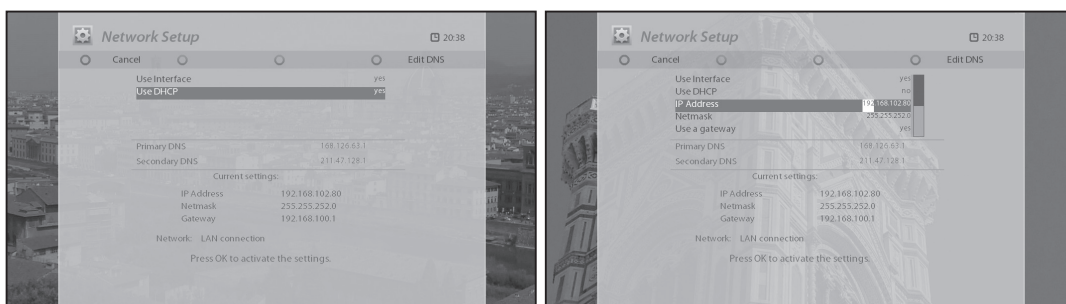 Network Setup
20:38
Cancel
Edit DNS
Use Interface yes
Use DHCP yes
Primary DNS 168.126.63.1
Secondary DNS 211.47.128.1
Current settings:
IP Address 192.168.102.80
Netmask 255.255.252.0
Gateway 192.168.100.1
Network: LAN connection
Press OK to activate the settings.
Network Setup
20:38
Cancel
Edit DNS
Use Interface yes
Use DHCP no
IP Address 192.168.102.80
Netmask 255.255.252.0
Use a gateway yes
Primary DNS 168.126.63.1
Secondary DNS 211.47.128.1
Current settings:
IP Address 192.168.102.80
Netmask 255.255.252.0
Gateway 192.168.100.1
Network: LAN connection
Press OK to activate the settings.